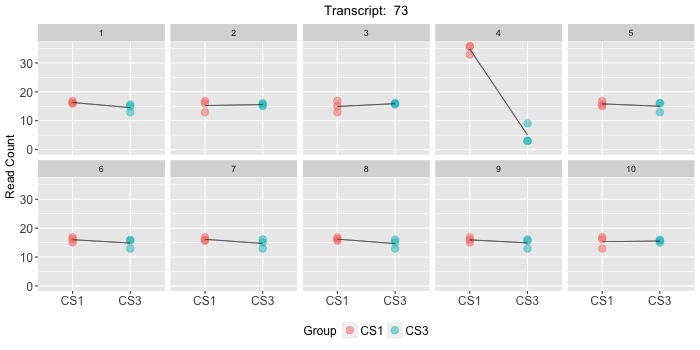 Transcript: 73
1 2 3 4 5
30
20
10
0
Read Count
6 7 8 9 10
30
20
10
0
CS1 CS3 CS1 CS3 CS1 CS3 CS1 CS3 CS1 CS3
Group CS1 CS3